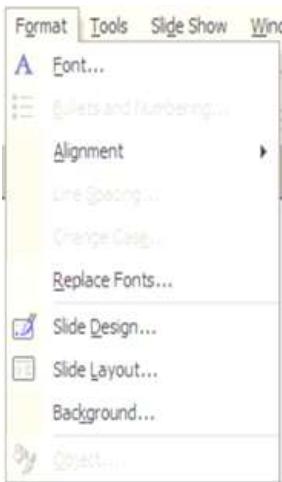 Format Tools Slide Show Wind
Font...
Bullets and Numbering...
Alignment
Line Spacing...
Change Case...
Replace Fonts...
Slide Design...
Slide Layout...
Background...
Object...